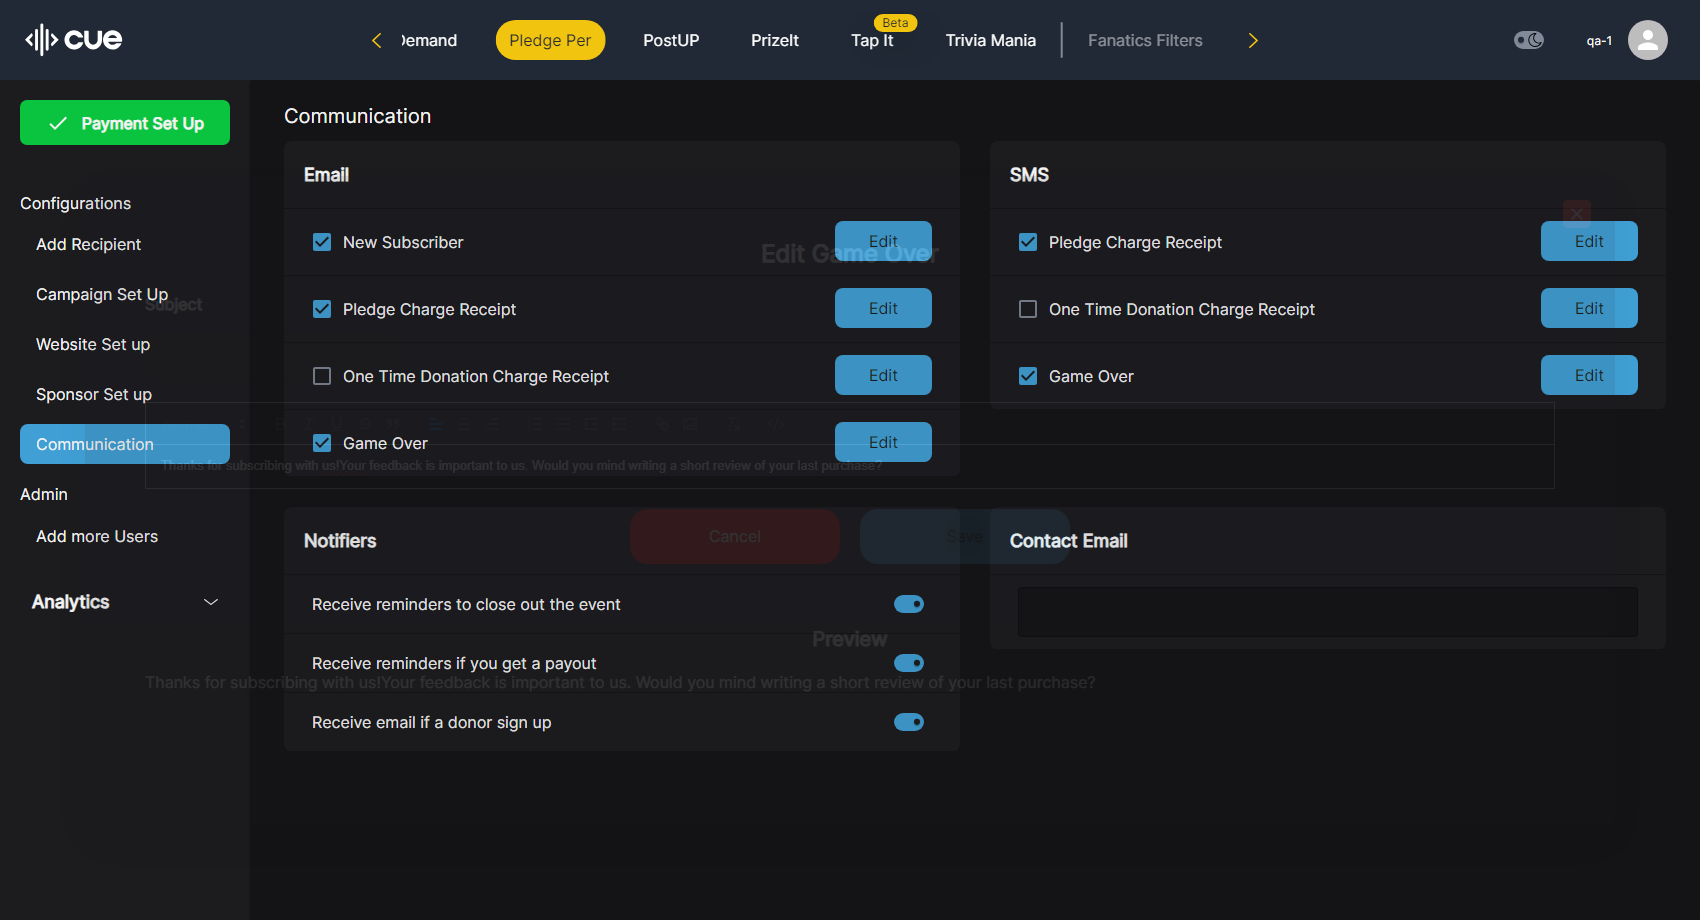 cue
Demand
Pledge Per
PostUP
PrizeIt
Beta
Tap It
Trivia Mania
Fanatics Filters
qa-1
Payment Set Up
Configurations
Add Recipient
Campaign Set Up
Website Set up
Sponsor Set up
Communication
Admin
Add more Users
Analytics
Communication
Email
New Subscriber
Edit
Pledge Charge Receipt
Edit
One Time Donation Charge Receipt
Edit
Game Over
Edit
SMS
Pledge Charge Receipt
Edit
One Time Donation Charge Receipt
Edit
Game Over
Edit
Notifiers
Receive reminders to close out the event
Receive reminders if you get a payout
Receive email if a donor sign up
Contact Email
Edit Game Over
Subject
Thanks for subscribing with us!Your feedback is important to us. Would you mind writing a short review of your last purchase?
Cancel
Save
Preview
Thanks for subscribing with us!Your feedback is important to us. Would you mind writing a short review of your last purchase?